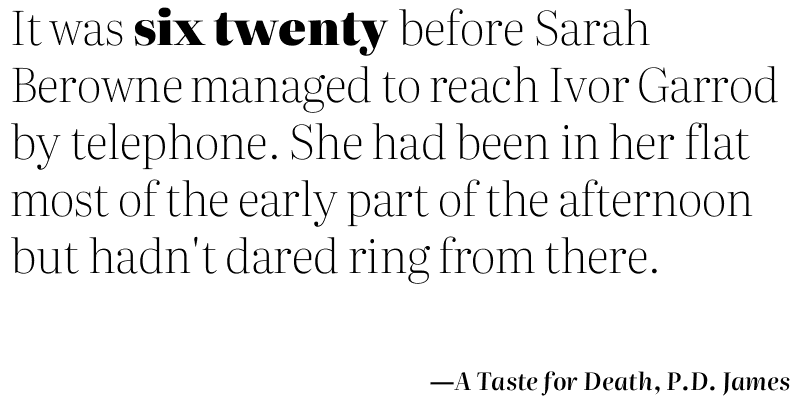 It was six twenty before Sarah
Berowne managed to reach Ivor Garrod
by telephone. She had been in her flat
most of the early part of the afternoon
but hadn't dared ring from there.
—A Taste for Death, P.D. James